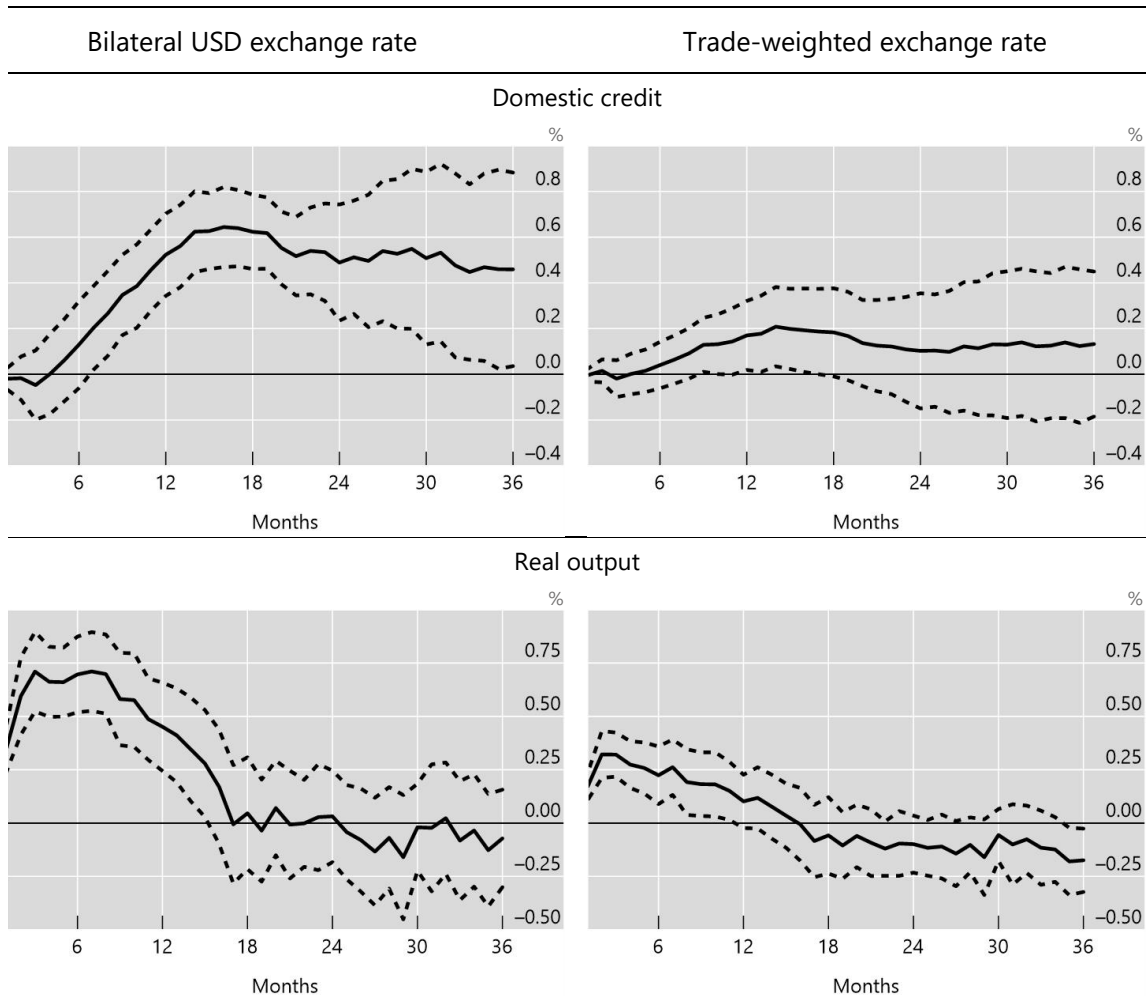 Bilateral USD exchange rate Trade-weighted exchange rate
Domestic credit
% %
0.8 0.8
0.6 0.6
0.4 0.4
0.2 0.2
0.0 0.0
–0.2 –0.2
–0.4 –0.4
6 12 18 24 30 36 6 12 18 24 30 36
Months Months
Real output
% %
0.75 0.75
0.50 0.50
0.25 0.25
0.00 0.00
–0.25 –0.25
–0.50 –0.50
6 12 18 24 30 36 6 12 18 24 30 36
Months Months